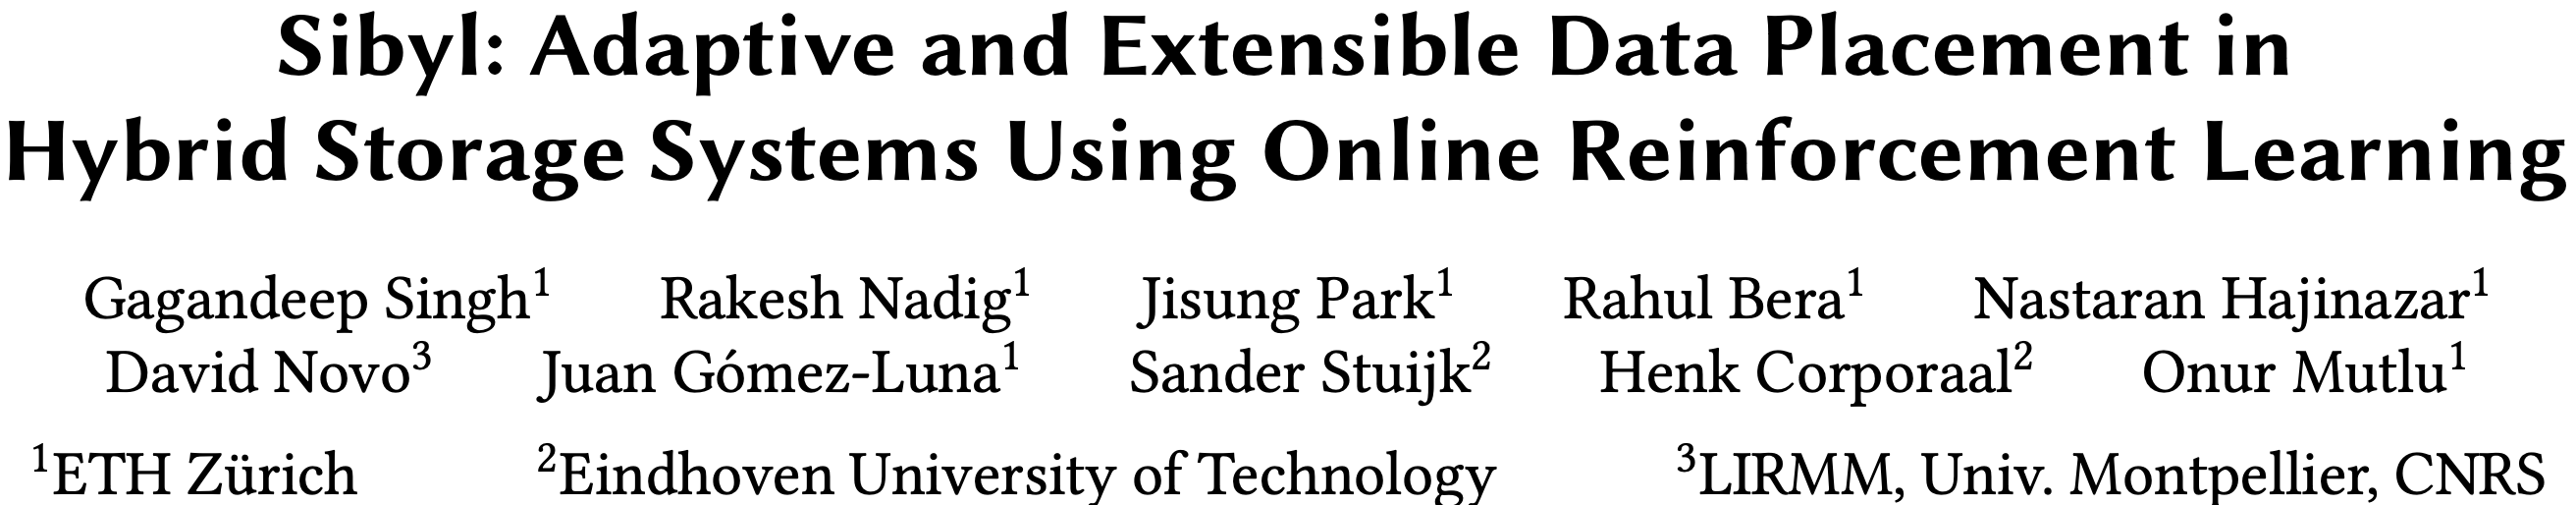 Sibyl: Adaptive and Extensible Data Placement in
Hybrid Storage Systems Using Online Reinforcement Learning
Gagandeep Singh¹ Rakesh Nadig¹ Jisung Park¹ Rahul Bera¹ Nastaran Hajinazar¹
David Novo³ Juan Gómez-Luna¹ Sander Stuijk² Henk Corporaal² Onur Mutlu¹
¹ETH Zürich ²Eindhoven University of Technology ³LIRMM, Univ. Montpellier, CNRS